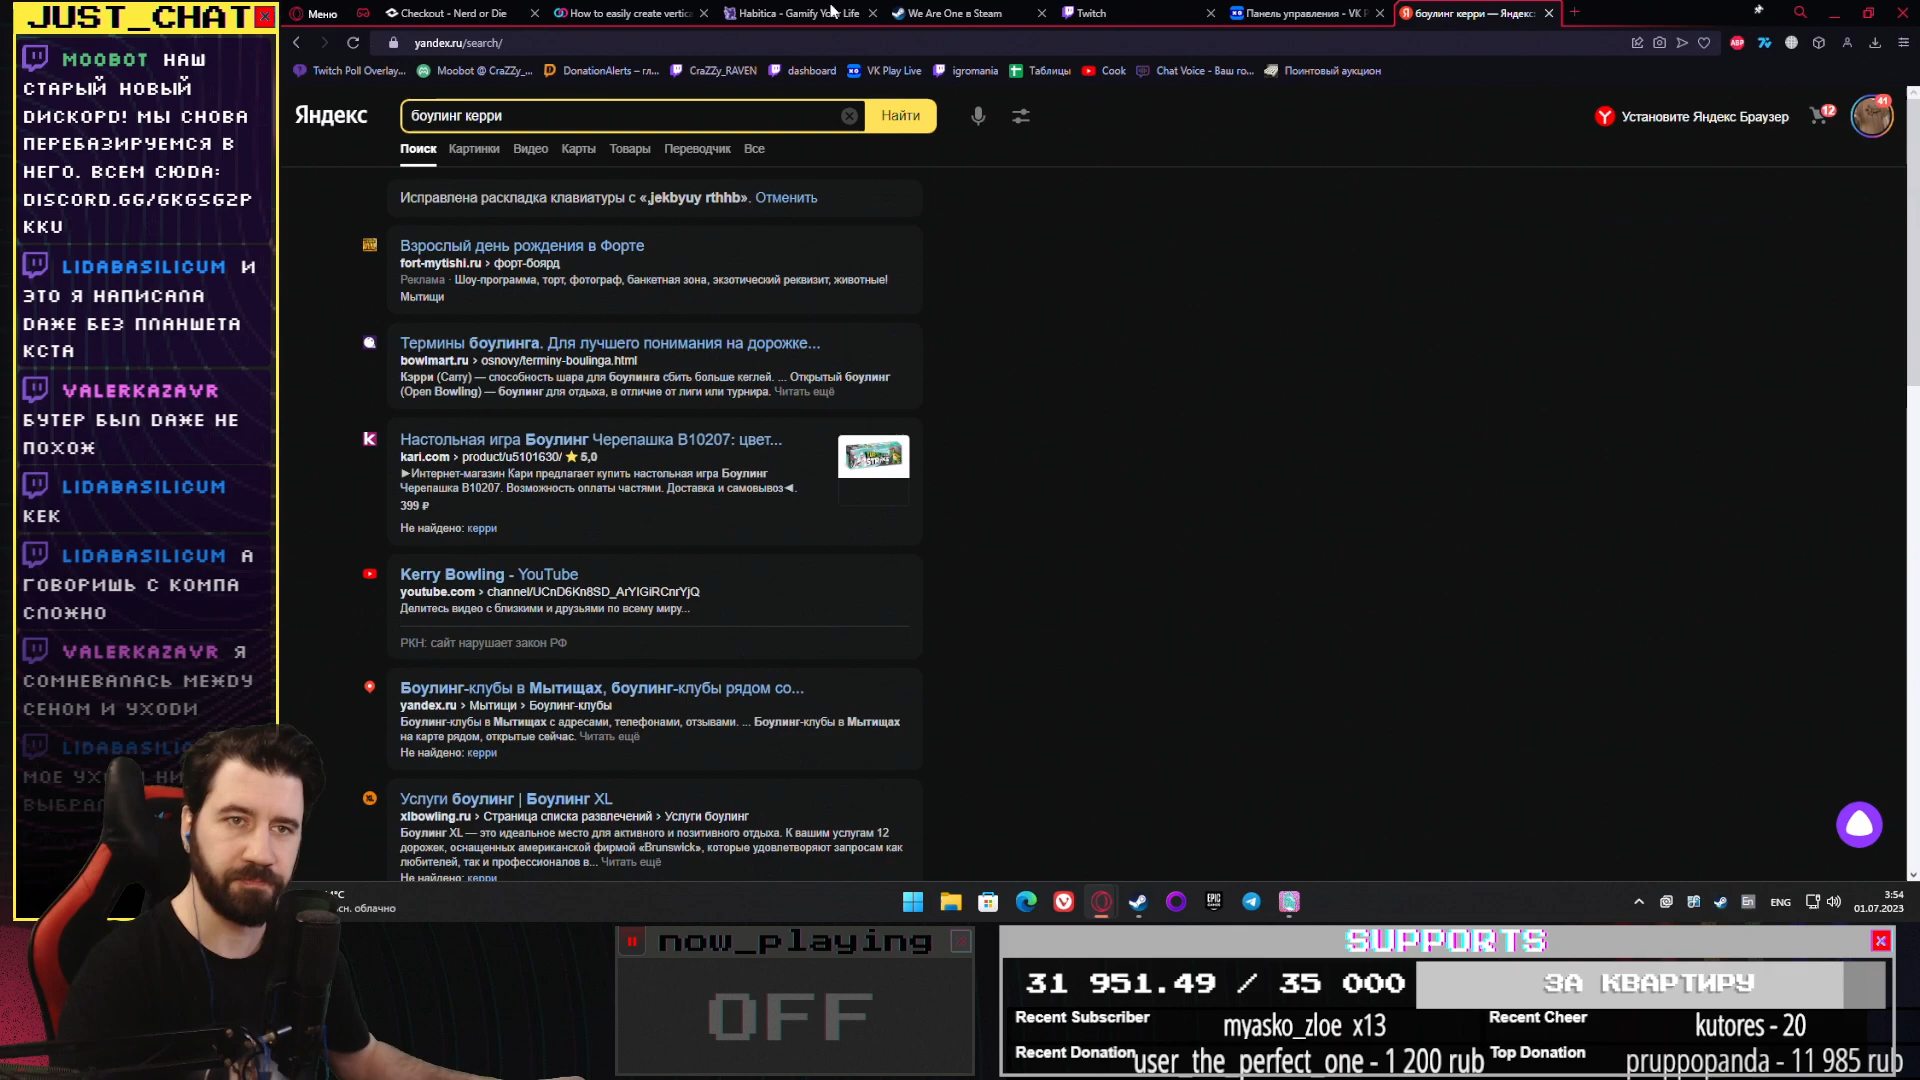 JUST_CHAT
MOOBOT НАШ
СТАРЫЙ НОВЫЙ
ДИСКОРД! МЫ СНОВА
ПЕРЕБАЗИРУЕМСЯ В
НЕГО. ВСЕМ СЮДА:
LIDABASILICUM И
ЭТО Я НАПИСАЛА
ДАЖЕ БЕЗ ПЛАНШЕТА
КСТА
VALERKAZAVR
БУТЕР БЫЛ ДАЖЕ НЕ
ПОХОЖ
LIDABASILICUM
КЕК
LIDABASILICUM А
ГОВОРИШЬ С КОМПА
СЛОЖНО
VALERKAZAVR Я
СОМНЕВАЛАСЬ МЕЖДУ
СЕНОМ И УХОДИ
Меню
Checkout - Nerd or Die
How to easily create vertic
Habitica - Gamify Your Life
We Are One в Steam
Twitch
Панель управления - VK P
боулинг керри — Яндекс
yandex.ru/search/
Twitch Poll Overlay...
Moobot @ CraZZy_...
DonationAlerts – гл...
CraZZy_RAVEN
dashboard
VK Play Live
igromania
Таблицы
Cook
Chat Voice - Ваш го...
Поинтовый аукцион
Яндекс
боулинг керри
Найти
Установите Яндекс Браузер
12
41
Поиск Картинки Видео Карты Товары Переводчик Все
Исправлена раскладка клавиатуры с «,jekbyuy rthhb». Отменить
Взрослый день рождения в Форте
fort-mytishi.ru › форт-боярд
Реклама · Шоу-программа, торт, фотограф, банкетная зона, экзотический реквизит, животные!
Мытищи
Термины боулинга. Для лучшего понимания на дорожке...
bowlmart.ru › osnovy/terminy-boulinga.html
Кэрри (Carry) — способность шара для боулинга сбить больше кеглей. ... Открытый боулинг
(Open Bowling) — боулинг для отдыха, в отличие от лиги или турнира. Читать ещё
Настольная игра Боулинг Черепашка B10207: цвет...
kari.com › product/u5101630/ 5,0
►Интернет-магазин Кари предлагает купить настольная игра Боулинг
Черепашка B10207. Возможность оплаты частями. Доставка и самовывоз◄.
399 ₽
Не найдено: керри
Kerry Bowling - YouTube
youtube.com › channel/UCnD6Kn8SD_ArYIGiRCnrYjQ
Делитесь видео с близкими и друзьями по всему миру...
РКН: сайт нарушает закон РФ
Боулинг-клубы в Мытищах, боулинг-клубы рядом со...
yandex.ru › Мытищи › Боулинг-клубы
Боулинг-клубы в Мытищах с адресами, телефонами, отзывами. ... Боулинг-клубы в Мытищах
на карте рядом, открытые сейчас. Читать ещё
Не найдено: керри
Услуги боулинг | Боулинг XL
xlbowling.ru › Страница списка развлечений › Услуги боулинг
Боулинг XL — это идеальное место для активного и позитивного отдыха. К вашим услугам 12
дорожек, оснащенных американской фирмой «Brunswick», которые удовлетворяют запросам как
любителей, так и профессионалов в... Читать ещё
Не найдено: керри
облачно
ENG
3:54
01.07.2023
now_playing
OFF
SUPPORTS
31 951.49 / 35 000
ЗА КВАРТИРУ
Recent Subscriber
myasko_zloe x13
Recent Cheer
kutores - 20
Recent Donation
user_the_perfect_one - 1 200 rub
Top Donation
pruppopanda - 11 985 rub